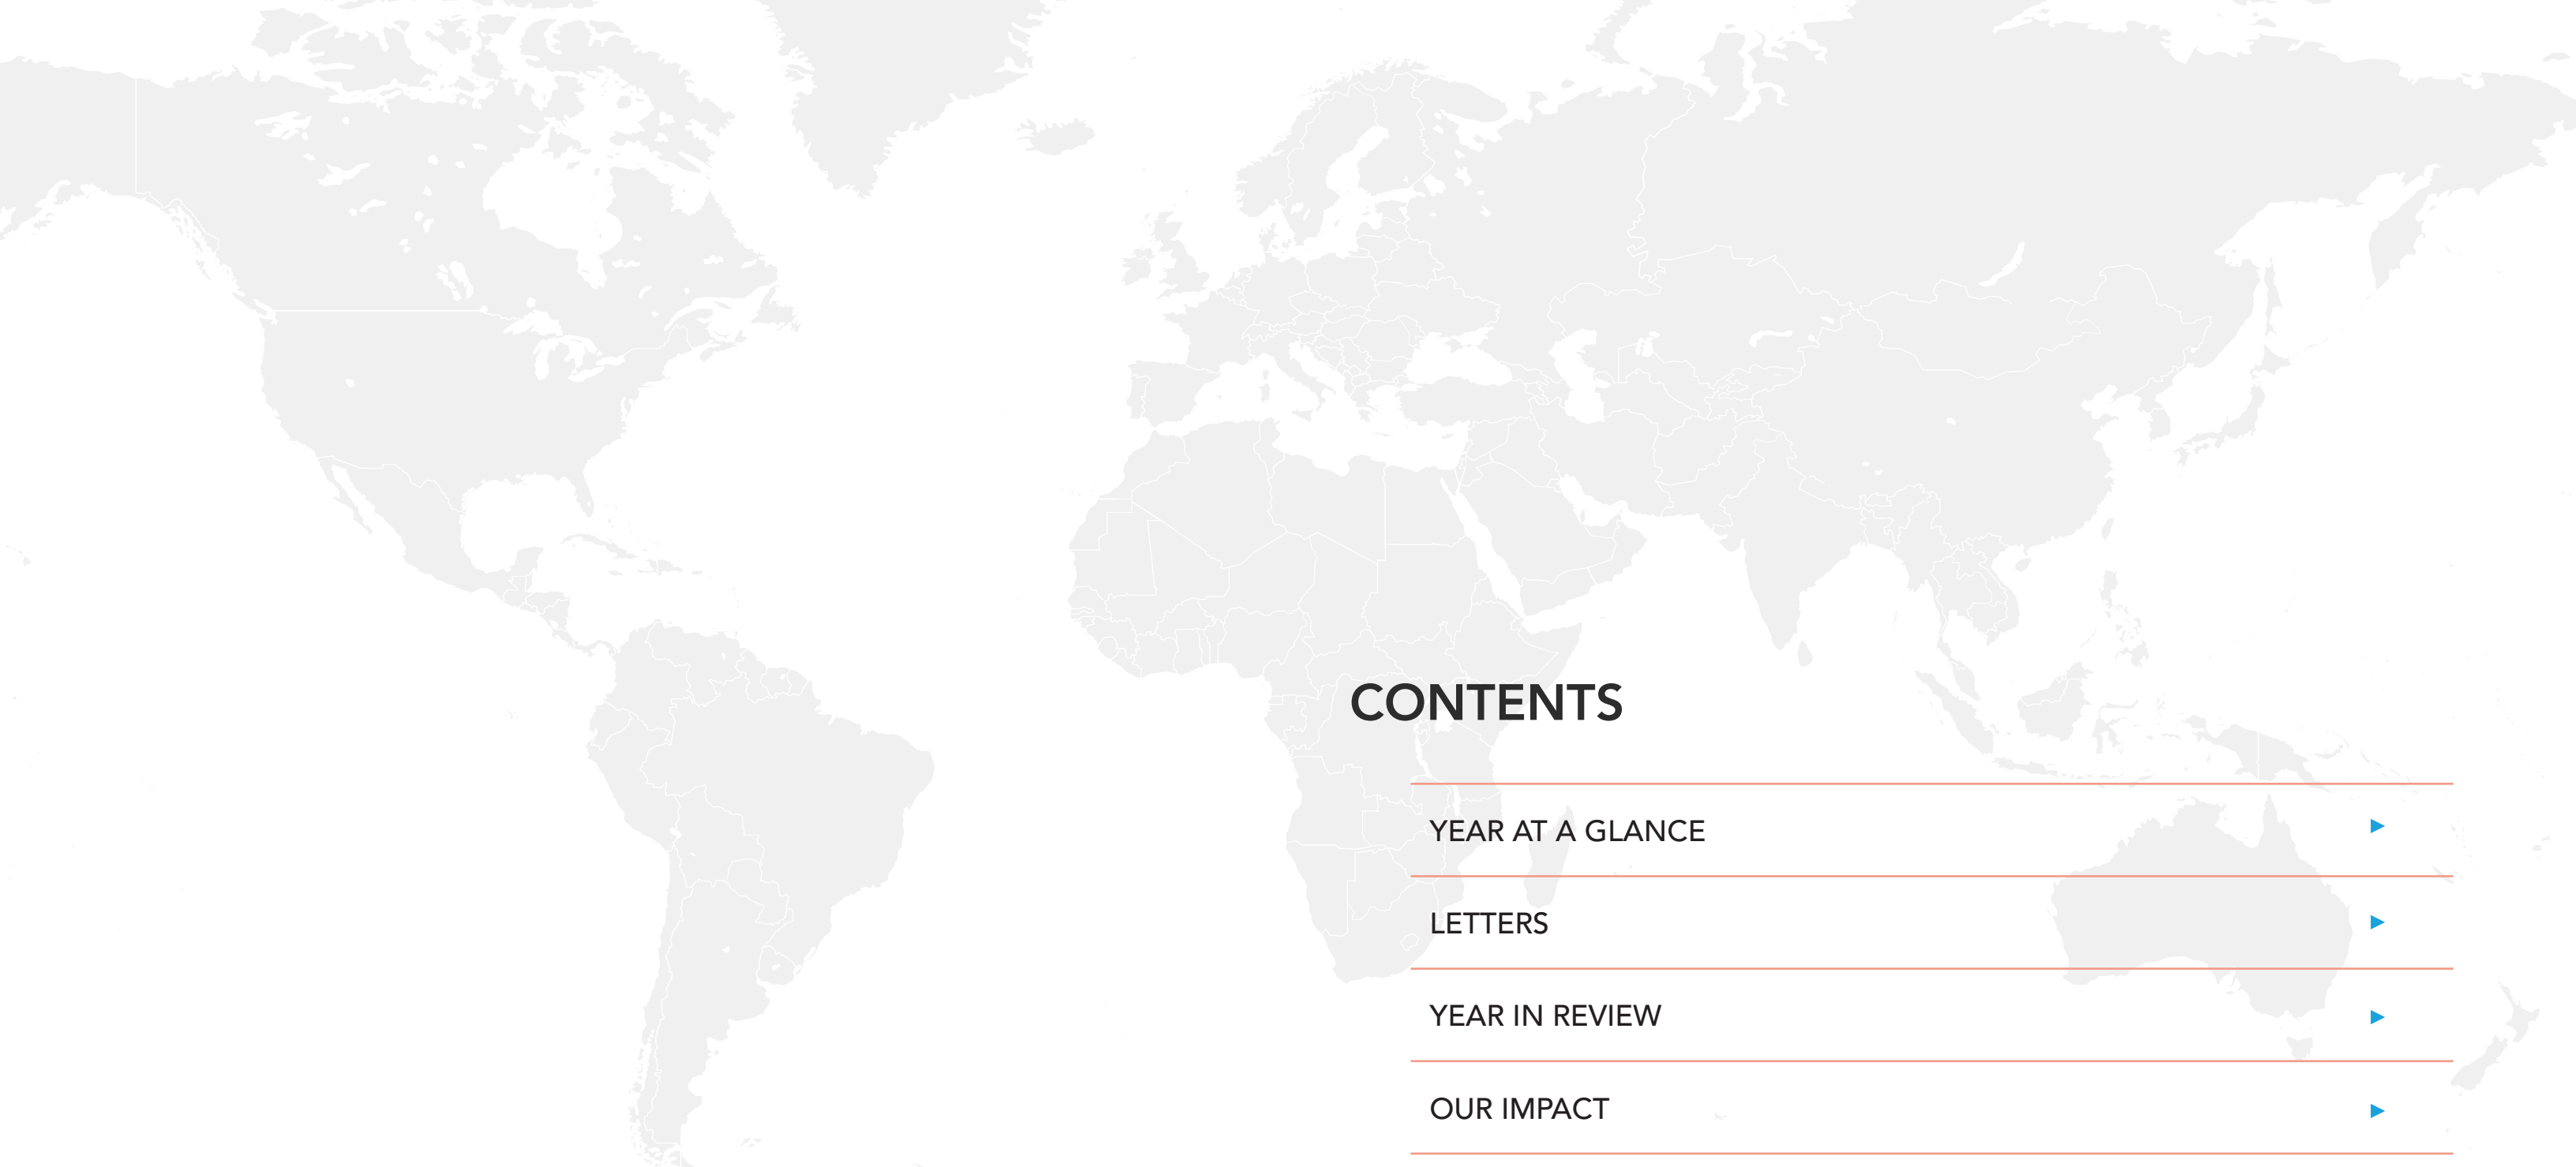 CONTENTS
YEAR AT A GLANCE
LETTERS
YEAR IN REVIEW
OUR IMPACT